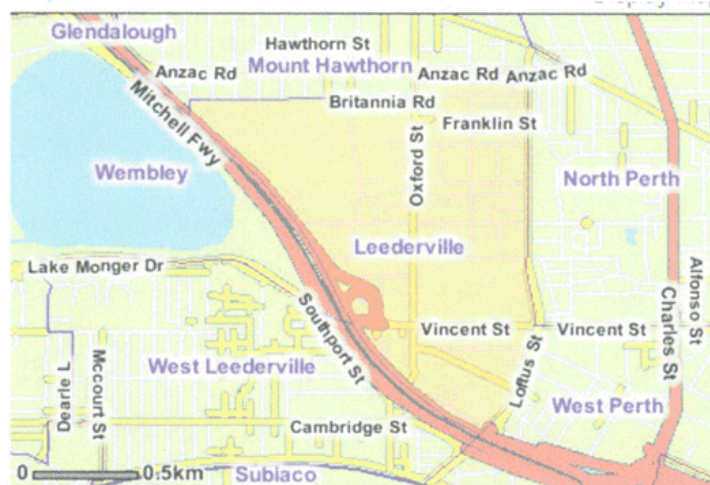 Glendalough
Hawthorn St
Anzac Rd
Mount Hawthorn
Anzac Rd
Anzac Rd
Britannia Rd
Mitchell Fwy
Franklin St
Oxford St
Wembley
North Perth
Leederville
Lake Monger Dr
Alfonso St
Southport St
Vincent St
Vincent St
Charles St
Loftus St
West Leederville
Dearle L
Mccourt St
West Perth
Cambridge St
0 0.5km
Subiaco